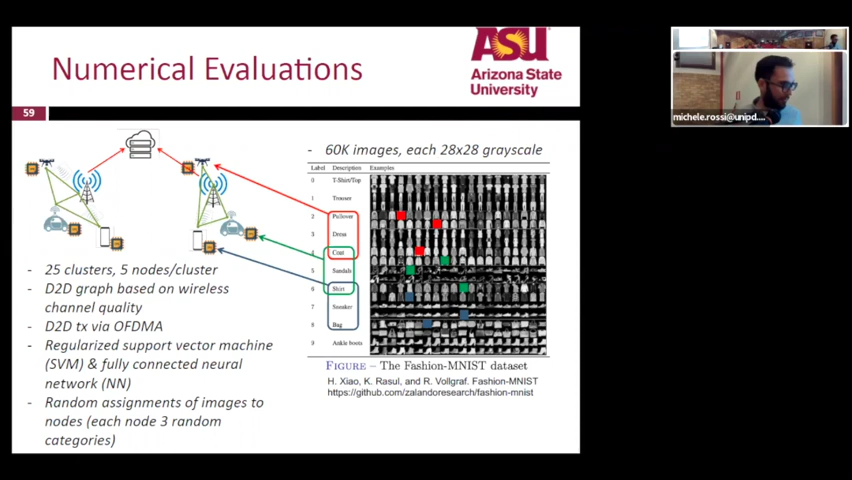 Numerical Evaluations
ASU
Arizona State
University
59
- 60K images, each 28x28 grayscale
Label Description Examples
0 T-Shirt/Top
1 Trouser
2 Pullover
3 Dress
4 Coat
5 Sandals
6 Shirt
7 Sneaker
8 Bag
9 Ankle boots
FIGURE – The Fashion-MNIST dataset
H. Xiao, K. Rasul, and R. Vollgraf. Fashion-MNIST
https://github.com/zalandoresearch/fashion-mnist
- 25 clusters, 5 nodes/cluster
- D2D graph based on wireless
channel quality
- D2D tx via OFDMA
- Regularized support vector machine
(SVM) & fully connected neural
network (NN)
- Random assignments of images to
nodes (each node 3 random
categories)
michele.rossi@unipd....